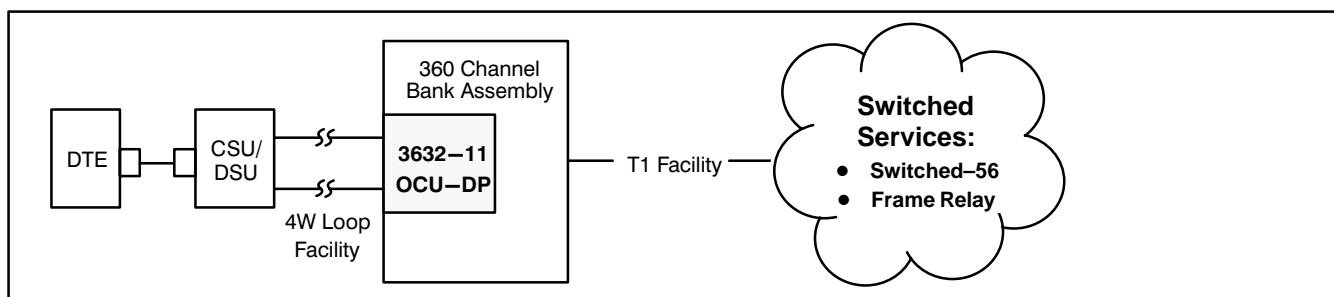 DTE
CSU/
DSU
4W Loop
Facility
360 Channel
Bank Assembly
3632–11
OCU–DP
T1 Facility
Switched
Services:
● Switched–56
● Frame Relay